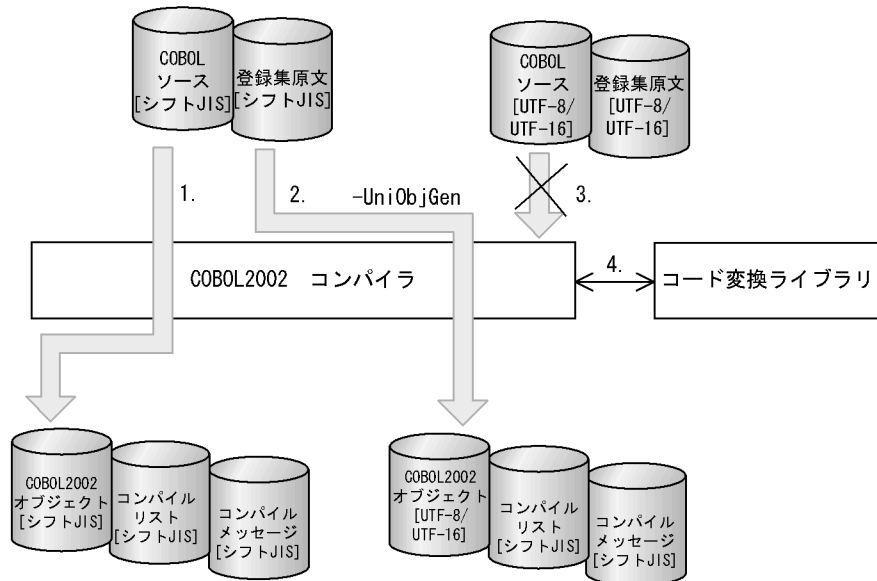 COBOL
ソース
[シフトJIS]
登録集原文
[シフトJIS]
COBOL
ソース
[UTF-8/
UTF-16]
登録集原文
[UTF-8/
UTF-16]
1.
2.
-UniObjGen
3.
COBOL2002 コンパイラ
4.
コード変換ライブラリ
COBOL2002
オブジェクト
[シフトJIS]
コンパイル
リスト
[シフトJIS]
コンパイル
メッセージ
[シフトJIS]
COBOL2002
オブジェクト
[UTF-8/
UTF-16]
コンパイル
リスト
[シフトJIS]
コンパイル
メッセージ
[シフトJIS]